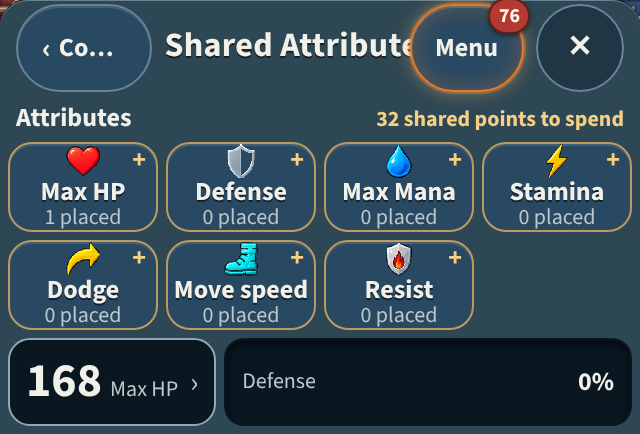 ‹ Co...
Shared Attribute
Menu
76
✕
Attributes
32 shared points to spend
+
Max HP
1 placed
+
Defense
0 placed
+
Max Mana
0 placed
+
Stamina
0 placed
+
Dodge
0 placed
+
Move speed
0 placed
+
Resist
0 placed
168 Max HP ›
Defense 0%